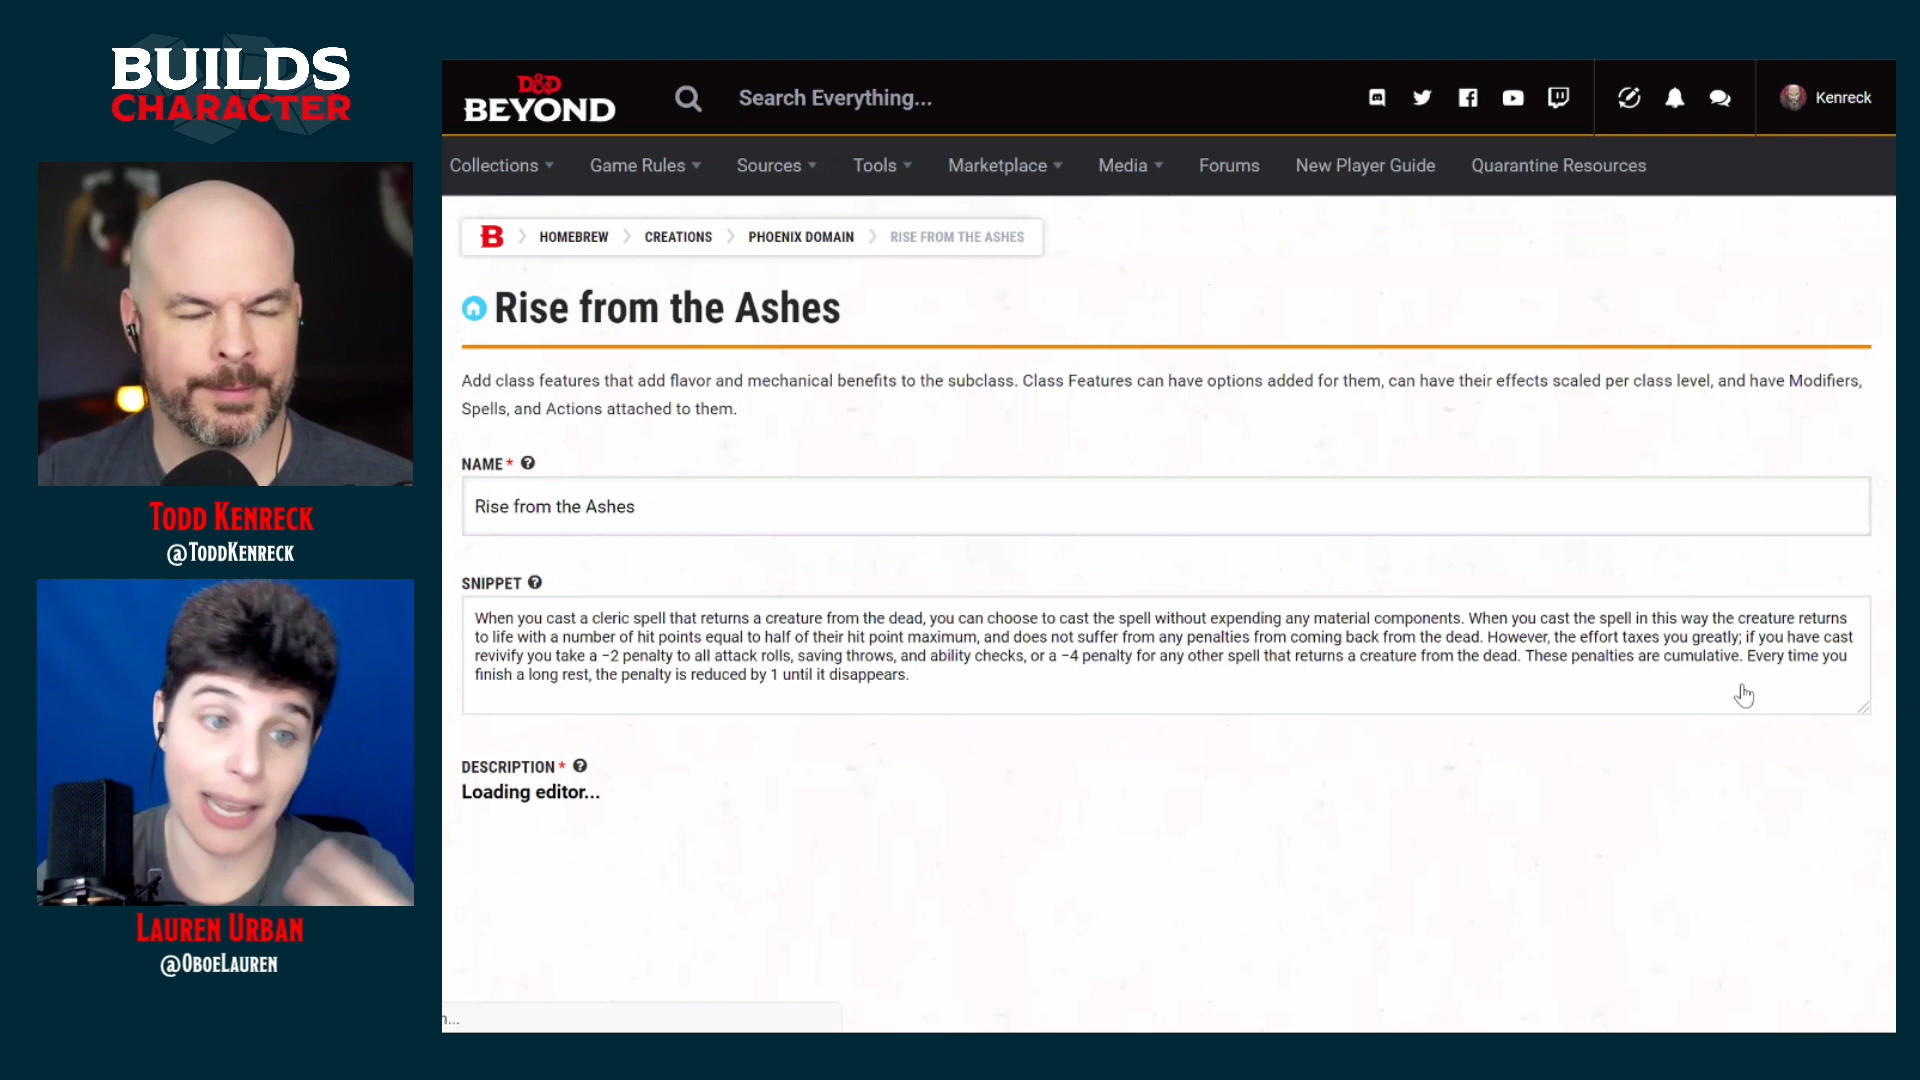 BUILDS
CHARACTER
Todd Kenreck
@ToddKenreck
Lauren Urban
@OboeLauren
D&D
BEYOND
Search Everything...
Kenreck
Collections
Game Rules
Sources
Tools
Marketplace
Media
Forums
New Player Guide
Quarantine Resources
B
HOMEBREW
CREATIONS
PHOENIX DOMAIN
RISE FROM THE ASHES
Rise from the Ashes
Add class features that add flavor and mechanical benefits to the subclass. Class Features can have options added for them, can have their effects scaled per class level, and have Modifiers,
Spells, and Actions attached to them.
NAME *
Rise from the Ashes
SNIPPET
When you cast a cleric spell that returns a creature from the dead, you can choose to cast the spell without expending any material components. When you cast the spell in this way the creature returns
to life with a number of hit points equal to half of their hit point maximum, and does not suffer from any penalties from coming back from the dead. However, the effort taxes you greatly; if you have cast
revivify you take a −2 penalty to all attack rolls, saving throws, and ability checks, or a −4 penalty for any other spell that returns a creature from the dead. These penalties are cumulative. Every time you
finish a long rest, the penalty is reduced by 1 until it disappears.
DESCRIPTION *
Loading editor...